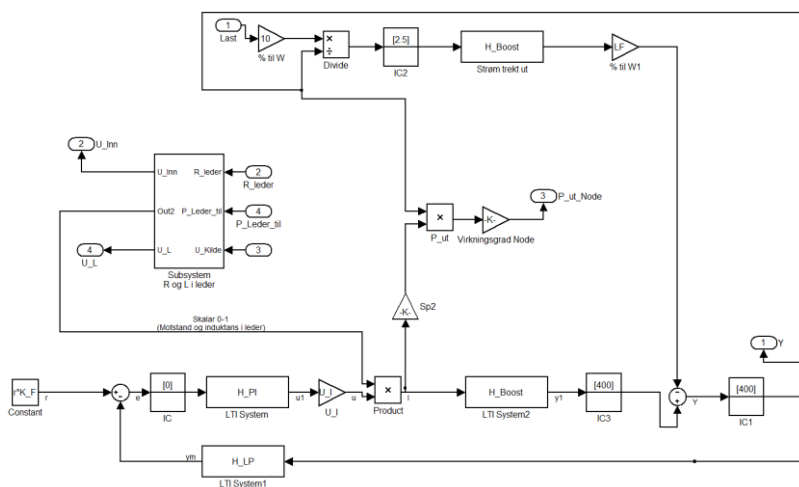 1
Last
10
% til W
×
÷
Divide
[2.5]
IC2
H_Boost
Strøm trekt ut
LF
% til W1
2
U_Inn
U_Inn
R_leder
2
R_leder
Out2
P_Leder_til
4
P_Leder_til
U_L
U_Kilde
3
4
U_L
Subsystem
R og L i leder
×
P_ut
-K-
Virkningsgrad Node
3
P_ut_Node
-K-
Sp2
Skalar 0-1
(Motstand og induktans i leder)
1
Y
r*K_F
Constant
r
e
[0]
IC
H_PI
LTI System
u1
U_I
U_I
u
×
Product
i
H_Boost
LTI System2
y1
[400]
IC3
Y
[400]
IC1
ym
H_LP
LTI System1